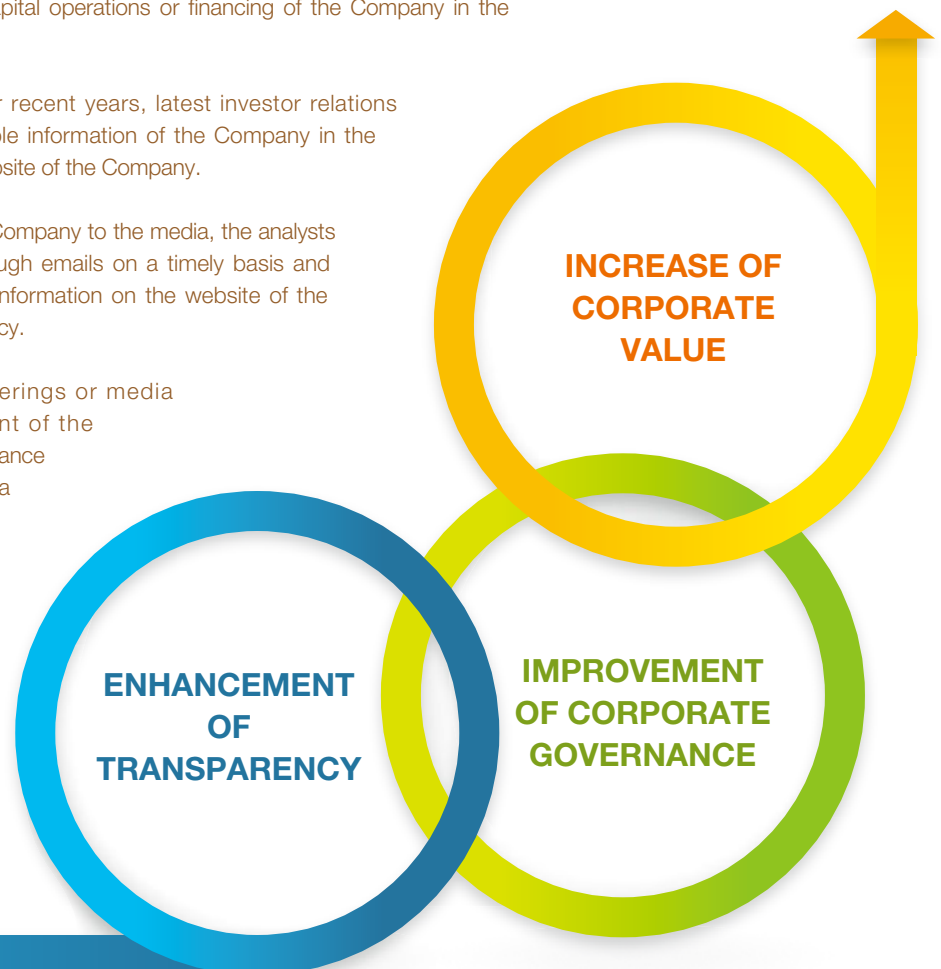 pital operations or financing of the Company in the
r recent years, latest investor relations
ble information of the Company in the
bsite of the Company.
Company to the media, the analysts
ugh emails on a timely basis and
information on the website of the
cy.
erings or media
nt of the
ance
a
INCREASE OF
CORPORATE
VALUE
ENHANCEMENT
OF
TRANSPARENCY
IMPROVEMENT
OF CORPORATE
GOVERNANCE